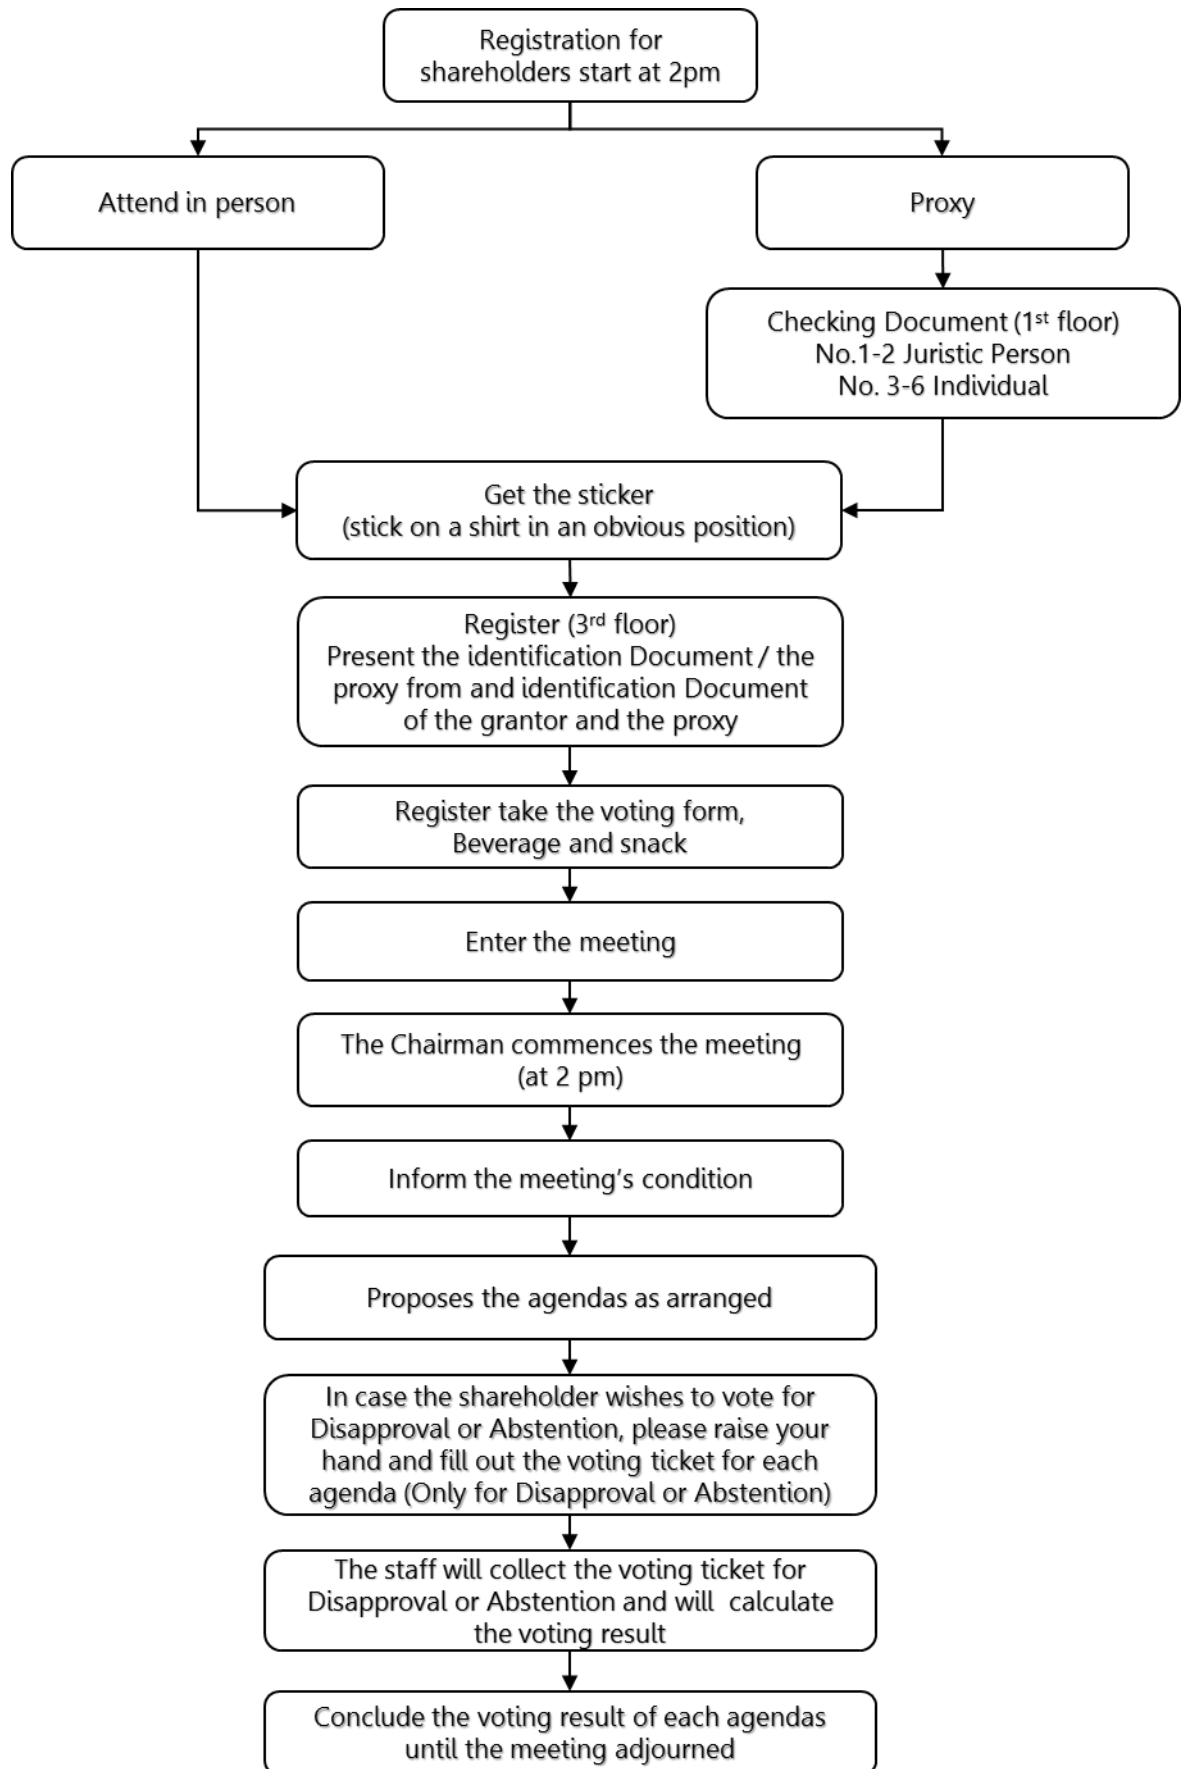 Registration for
shareholders start at 2pm
Attend in person
Proxy
Checking Document (1st floor)
No.1-2 Juristic Person
No. 3-6 Individual
Get the sticker
(stick on a shirt in an obvious position)
Register (3rd floor)
Present the identification Document / the
proxy from and identification Document
of the grantor and the proxy
Register take the voting form,
Beverage and snack
Enter the meeting
The Chairman commences the meeting
(at 2 pm)
Inform the meeting’s condition
Proposes the agendas as arranged
In case the shareholder wishes to vote for
Disapproval or Abstention, please raise your
hand and fill out the voting ticket for each
agenda (Only for Disapproval or Abstention)
The staff will collect the voting ticket for
Disapproval or Abstention and will calculate
the voting result
Conclude the voting result of each agendas
until the meeting adjourned